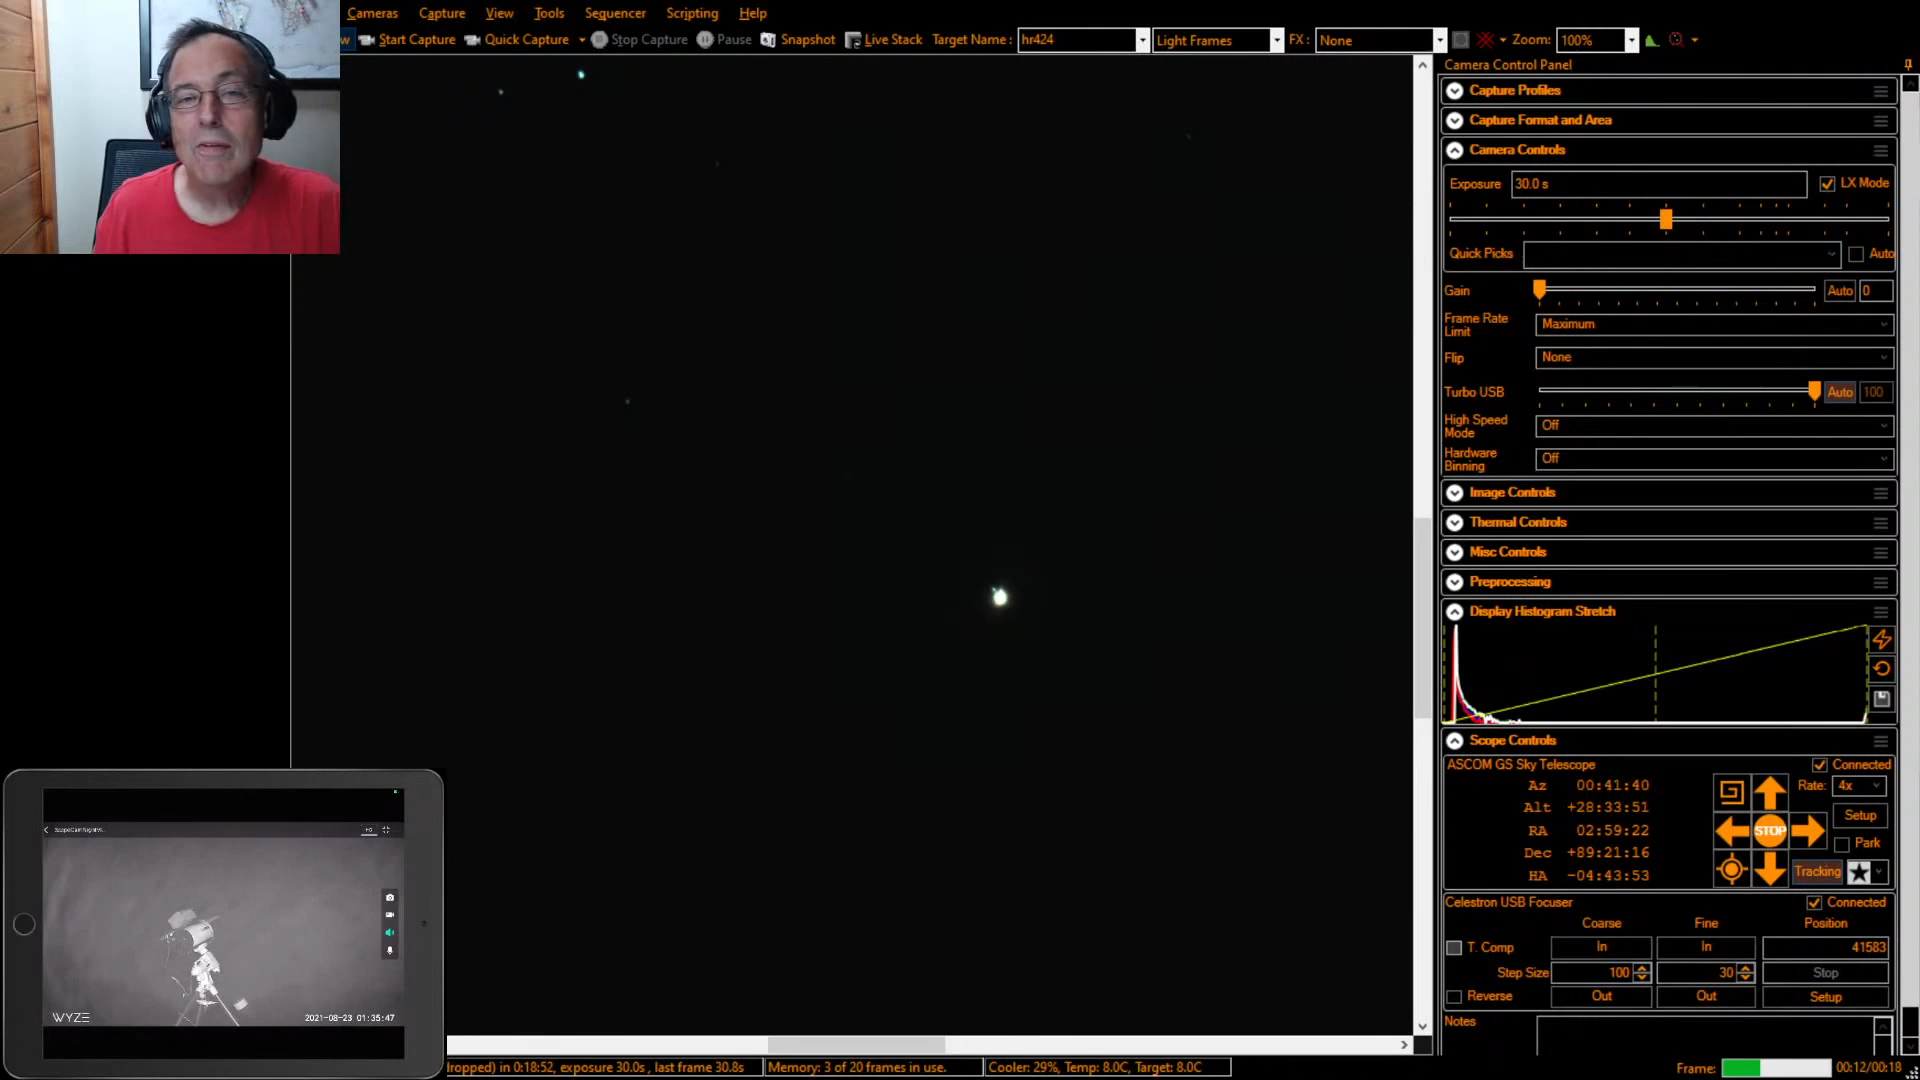 Cameras Capture View Tools Sequencer Scripting Help
w Start Capture Quick Capture Stop Capture Pause Snapshot Live Stack Target Name : hr424 Light Frames FX : None Zoom: 100%
Camera Control Panel
Capture Profiles
Capture Format and Area
Camera Controls
Exposure 30.0 s LX Mode
Quick Picks Auto
Gain Auto 0
Frame Rate Limit Maximum
Flip None
Turbo USB Auto 100
High Speed Mode Off
Hardware Binning Off
Image Controls
Thermal Controls
Misc Controls
Preprocessing
Display Histogram Stretch
Scope Controls
ASCOM GS Sky Telescope Connected
Az 00:41:40 Rate: 4x
Alt +28:33:51 Setup
RA 02:59:22 STOP
Dec +89:21:16 Park
HA -04:43:53 Tracking
Celestron USB Focuser Connected
Coarse Fine Position
T. Comp In In 41583
Step Size 100 30 Stop
Reverse Out Out Setup
Notes
WYZE 2021-08-23 01:35:47
ropped) in 0:18:52, exposure 30.0s , last frame 30.8s Memory: 3 of 20 frames in use. Cooler: 29%, Temp: 8.0C, Target: 8.0C Frame: 00:12/00:18